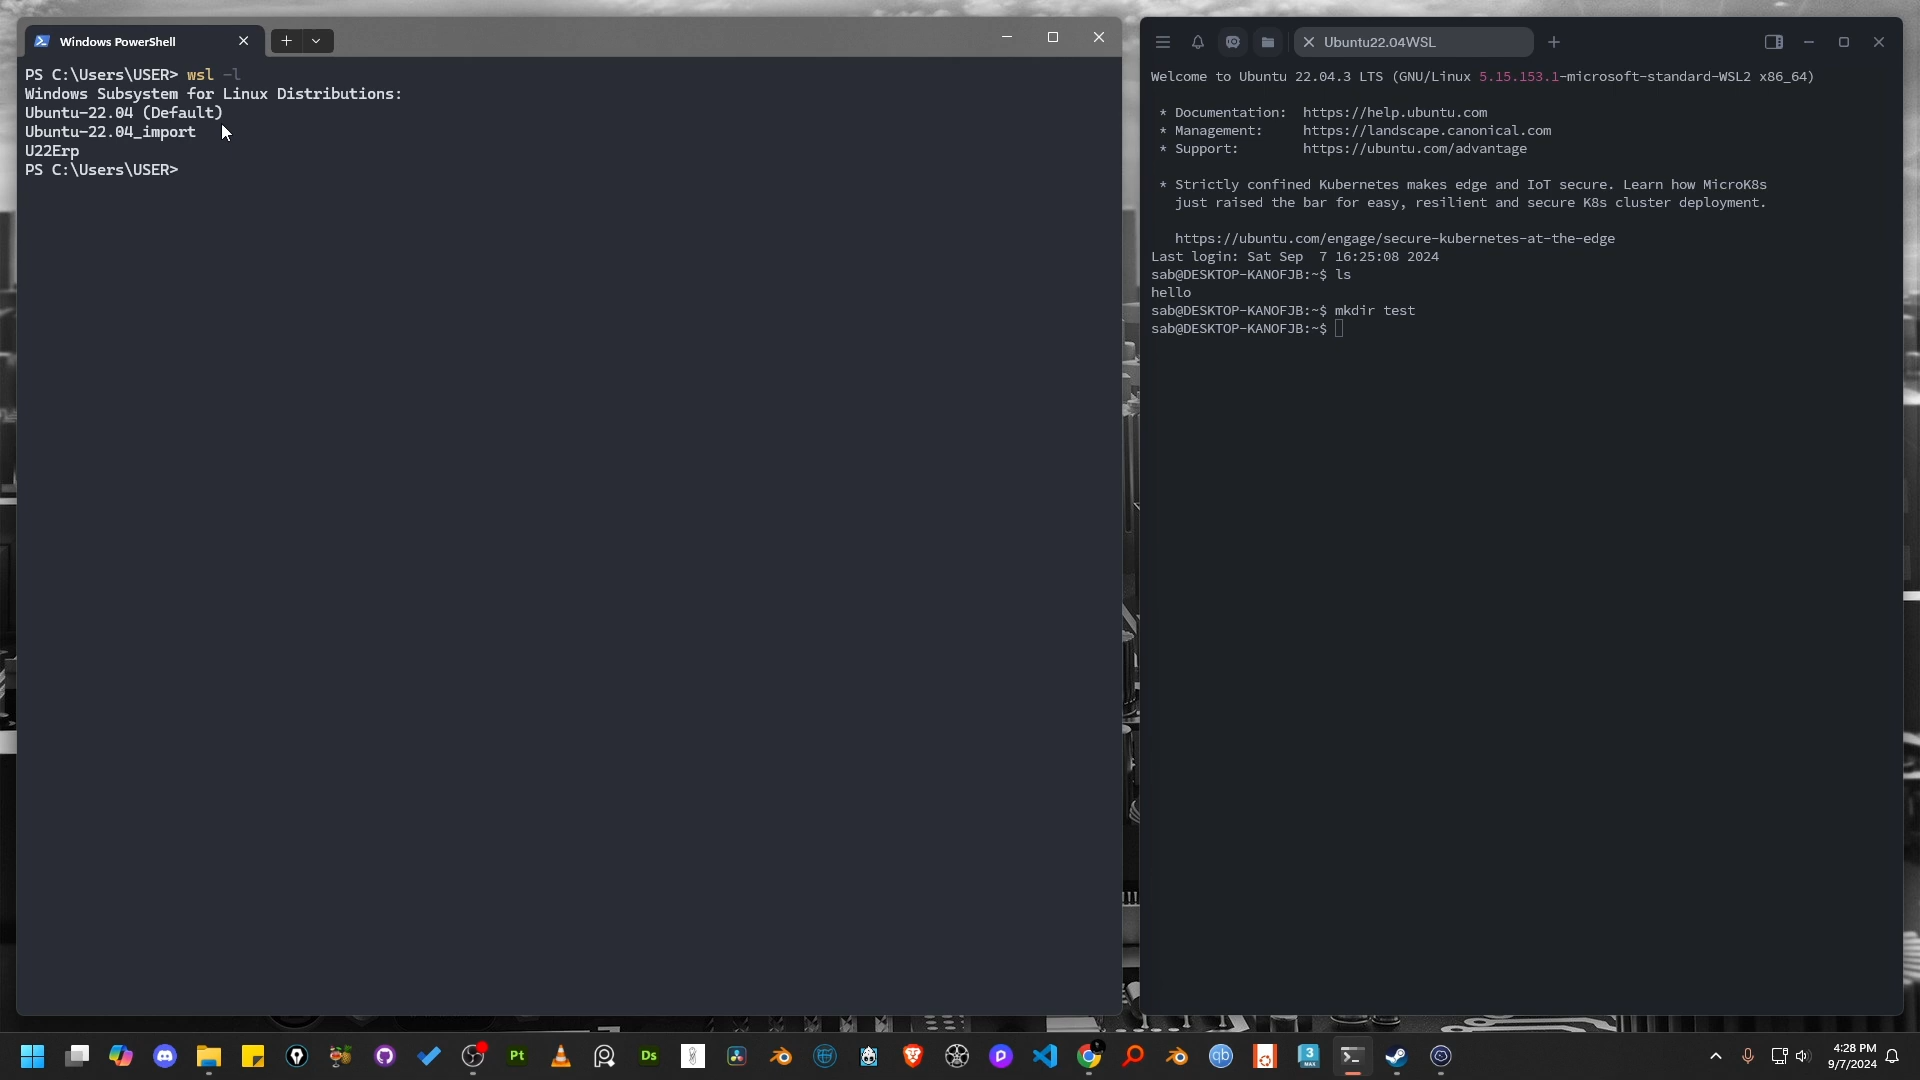 Windows PowerShell
PS C:\Users\USER> wsl -l
Windows Subsystem for Linux Distributions:
Ubuntu-22.04 (Default)
Ubuntu-22.04_import
U22Erp
PS C:\Users\USER>
Ubuntu22.04WSL
Welcome to Ubuntu 22.04.3 LTS (GNU/Linux 5.15.153.1-microsoft-standard-WSL2 x86_64)
* Documentation: https://help.ubuntu.com
* Management: https://landscape.canonical.com
* Support: https://ubuntu.com/advantage
* Strictly confined Kubernetes makes edge and IoT secure. Learn how MicroK8s
just raised the bar for easy, resilient and secure K8s cluster deployment.
https://ubuntu.com/engage/secure-kubernetes-at-the-edge
Last login: Sat Sep 7 16:25:08 2024
sab@DESKTOP-KANOFJB:~$ ls
hello
sab@DESKTOP-KANOFJB:~$ mkdir test
sab@DESKTOP-KANOFJB:~$
Pt
Ds
qb
3
MAX
4:28 PM
9/7/2024